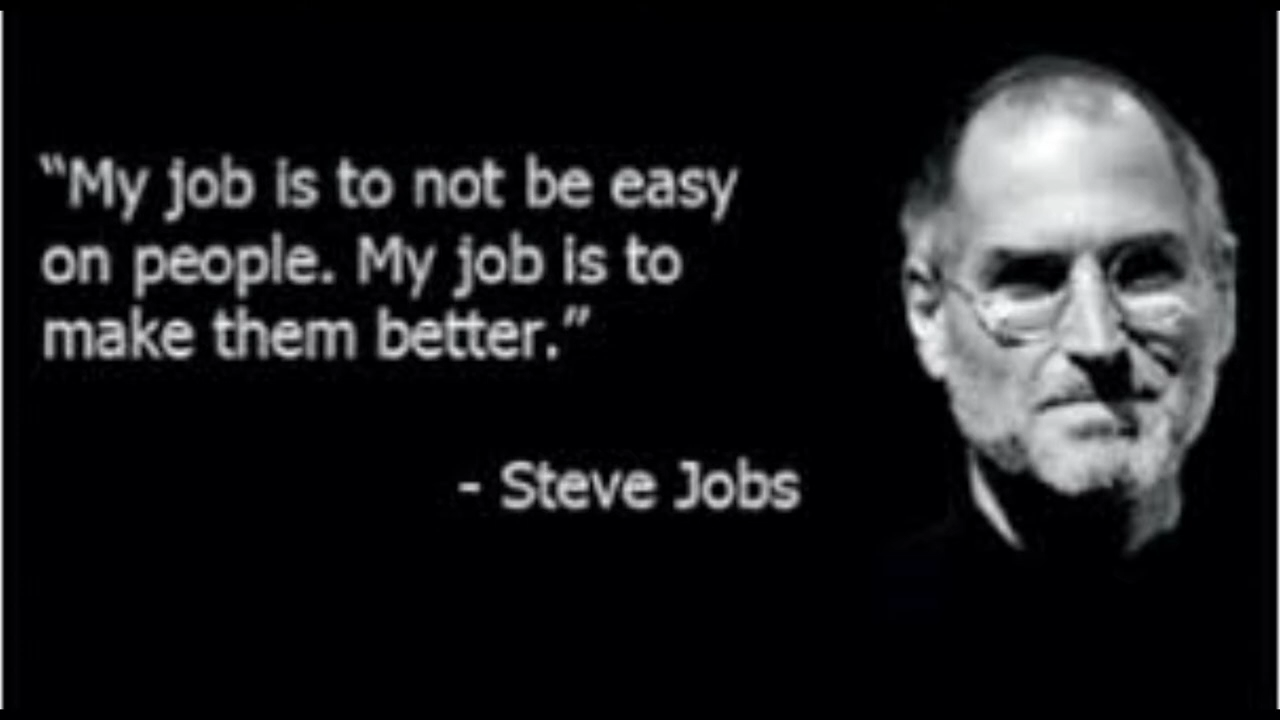 “My job is to not be easy
on people. My job is to
make them better.”
- Steve Jobs